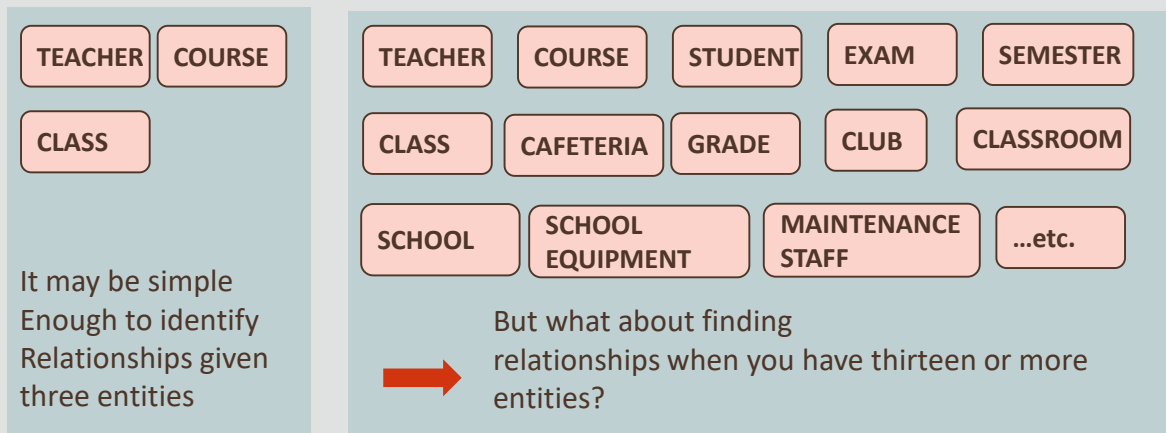 TEACHER
COURSE
CLASS
It may be simple
Enough to identify
Relationships given
three entities
TEACHER
COURSE
STUDENT
EXAM
SEMESTER
CLASS
CAFETERIA
GRADE
CLUB
CLASSROOM
SCHOOL
SCHOOL
EQUIPMENT
MAINTENANCE
STAFF
...etc.
But what about finding
relationships when you have thirteen or more
entities?